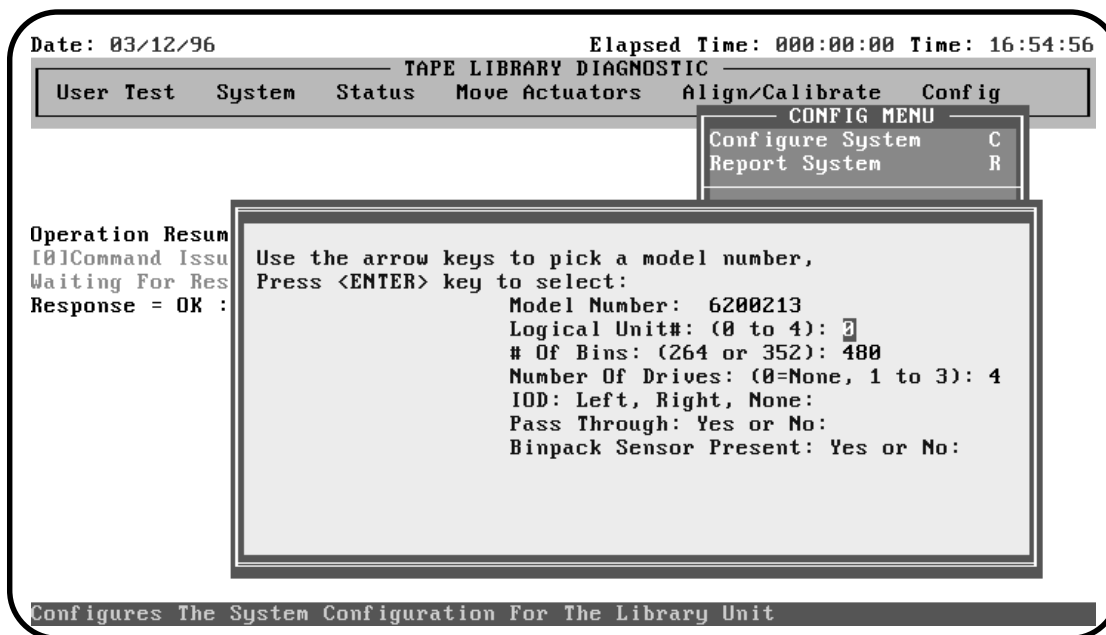 Date: 03/12/96 Elapsed Time: 000:00:00 Time: 16:54:56
TAPE LIBRARY DIAGNOSTIC
User Test System Status Move Actuators Align/Calibrate Config
CONFIG MENU
Configure System C
Report System R
Operation Resum
[0]Command Issu
Waiting For Res
Response = OK :
Use the arrow keys to pick a model number,
Press <ENTER> key to select:
Model Number: 6200213
Logical Unit#: (0 to 4): 0
# Of Bins: (264 or 352): 480
Number Of Drives: (0=None, 1 to 3): 4
IOD: Left, Right, None:
Pass Through: Yes or No:
Binpack Sensor Present: Yes or No:
Configures The System Configuration For The Library Unit